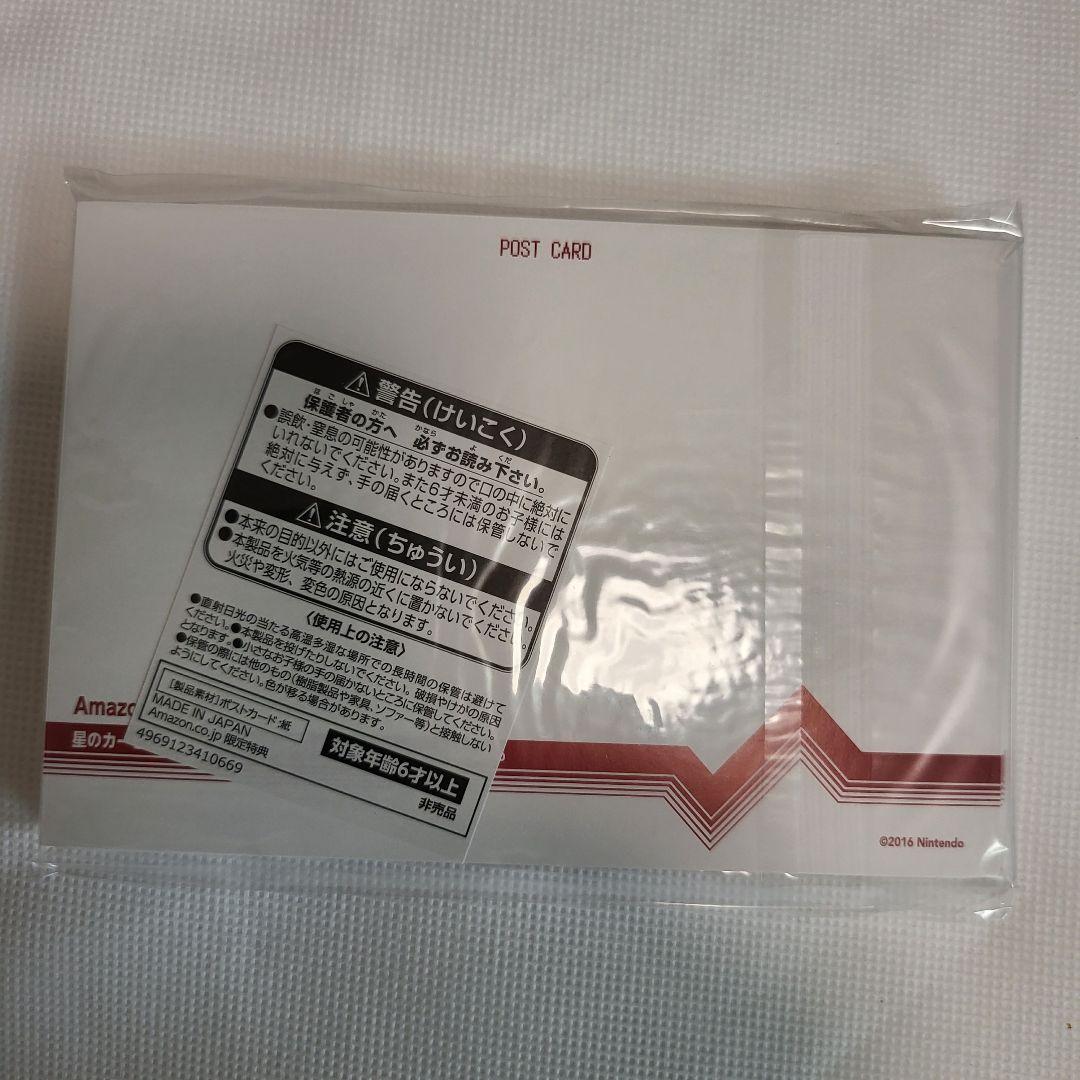 POST CARD
警告(けいこく)
ほごしゃ かた かなら よ くだ
保護者の方へ 必ずお読み下さい。
●誤飲・窒息の可能性がありますので口の中に絶対に
いれないでください。また6才未満のお子様には
絶対に与えず、手の届くところには保管しないで
ください。
注意(ちゅうい)
●本来の目的以外にはご使用にならないでください。
●本製品を火気等の熱源の近くに置かないでください。
火災や変形、変色の原因となります。
〈使用上の注意〉
●直射日光の当たる高温多湿な場所での長時間の保管は避けて
ください。●本製品を投げたりしないでください。破損やけがの原因
となります。●小さなお子様の手の届かないところに保管してください。
●保管の際には他のもの(樹脂製品や家具、ソファー等)と接触しない
ようにしてください。色が移る場合があります。
[製品素材]ポストカード:紙
MADE IN JAPAN
Amazon.co.jp 限定特典
4969123410669
対象年齢6才以上
非売品
Amazo
星のカー
©2016 Nintendo